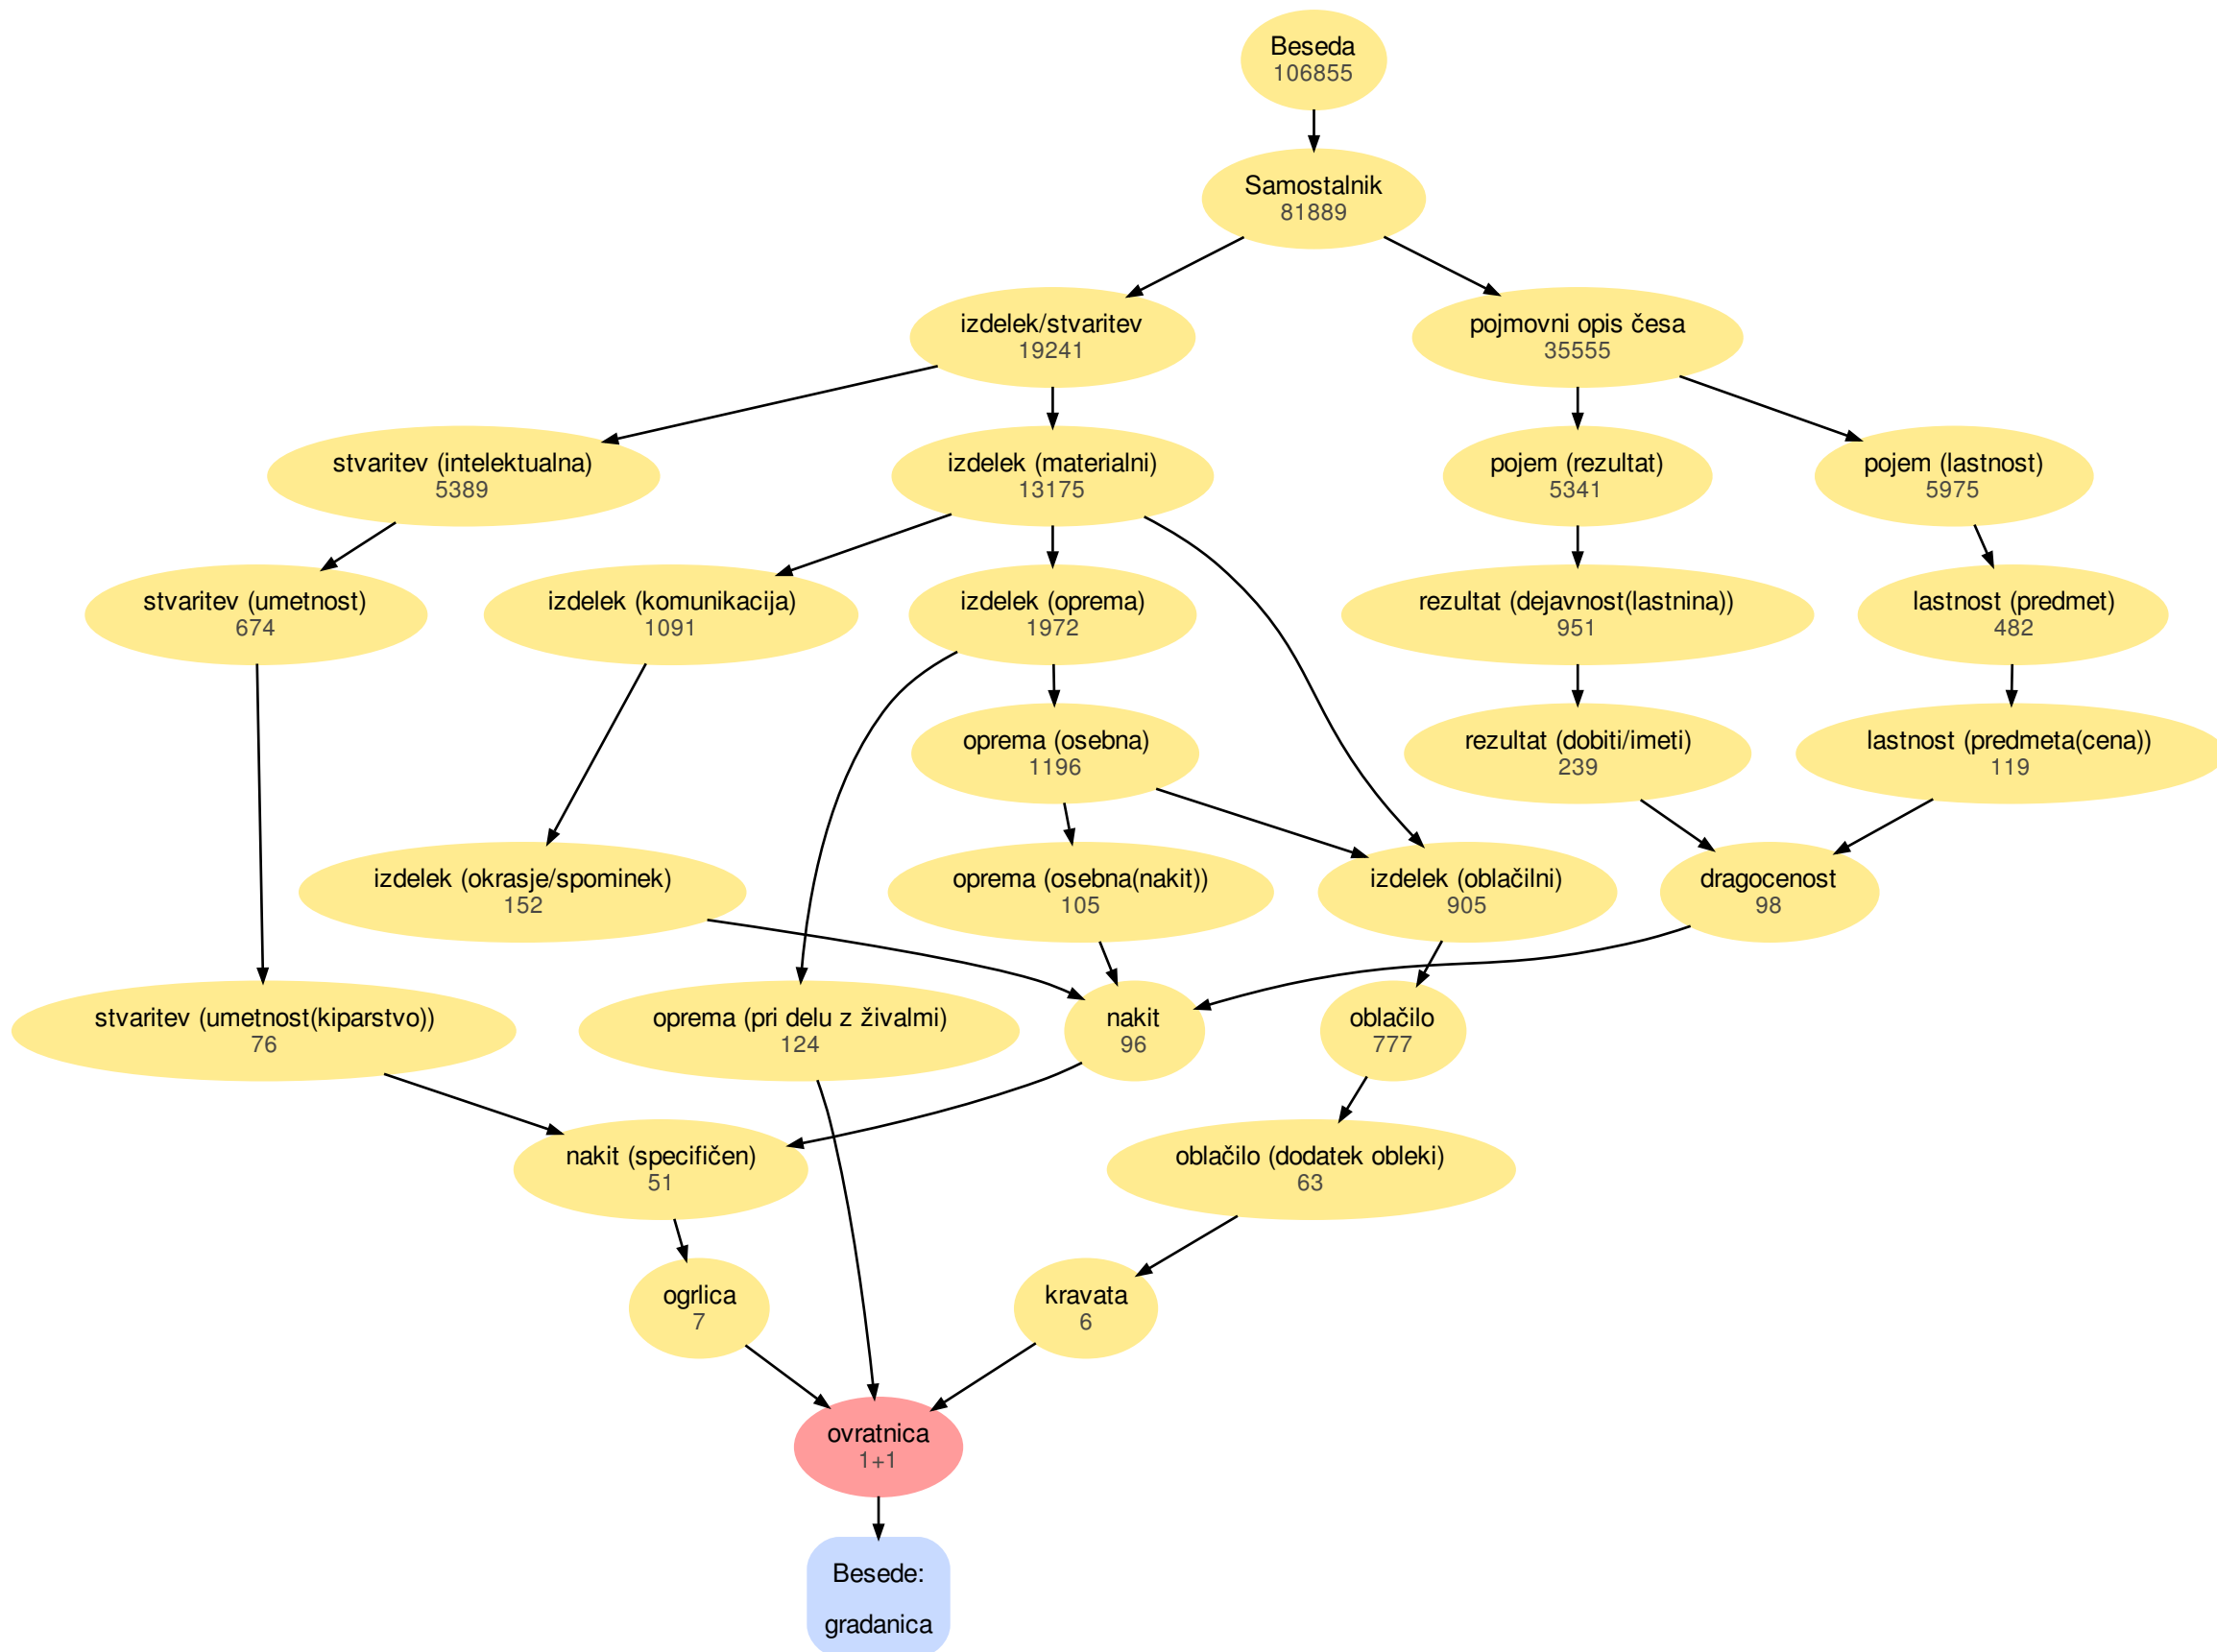 Beseda
106855
Samostalnik
81889
izdelek/stvaritev
19241
pojmovni opis česa
35555
stvaritev (intelektualna)
5389
izdelek (materialni)
13175
pojem (rezultat)
5341
pojem (lastnost)
5975
stvaritev (umetnost)
674
izdelek (komunikacija)
1091
izdelek (oprema)
1972
rezultat (dejavnost(lastnina))
951
lastnost (predmet)
482
oprema (osebna)
1196
rezultat (dobiti/imeti)
239
lastnost (predmeta(cena))
119
izdelek (okrasje/spominek)
152
oprema (osebna(nakit))
105
izdelek (oblačilni)
905
dragocenost
98
stvaritev (umetnost(kiparstvo))
76
oprema (pri delu z živalmi)
124
nakit
96
oblačilo
777
nakit (specifičen)
51
oblačilo (dodatek obleki)
63
ogrlica
7
kravata
6
ovratnica
1+1
Besede:
gradanica